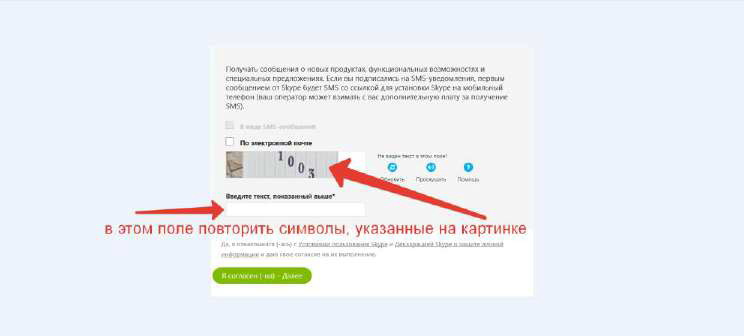 Получать сообщения о новых продуктах, функциональных возможностях и
специальных предложениях. Если вы подписались на SMS-уведомления, первым
сообщением от Skype будет SMS со ссылкой для установки Skype на мобильный
телефон (ваш оператор может взимать с вас дополнительную плату за получение
SMS).
В виде SMS-сообщений
По электронной почте
1003
Не виден текст в этом поле?
Обновить Прослушать Помощь
Введите текст, показанный выше*
в этом поле повторить символы, указанные на картинке
Да, я ознакомился (-ась) с Условиями пользования Skype и Декларацией Skype о защите личной
информации и даю свое согласие на их выполнение.
Я согласен (-на) - Далее